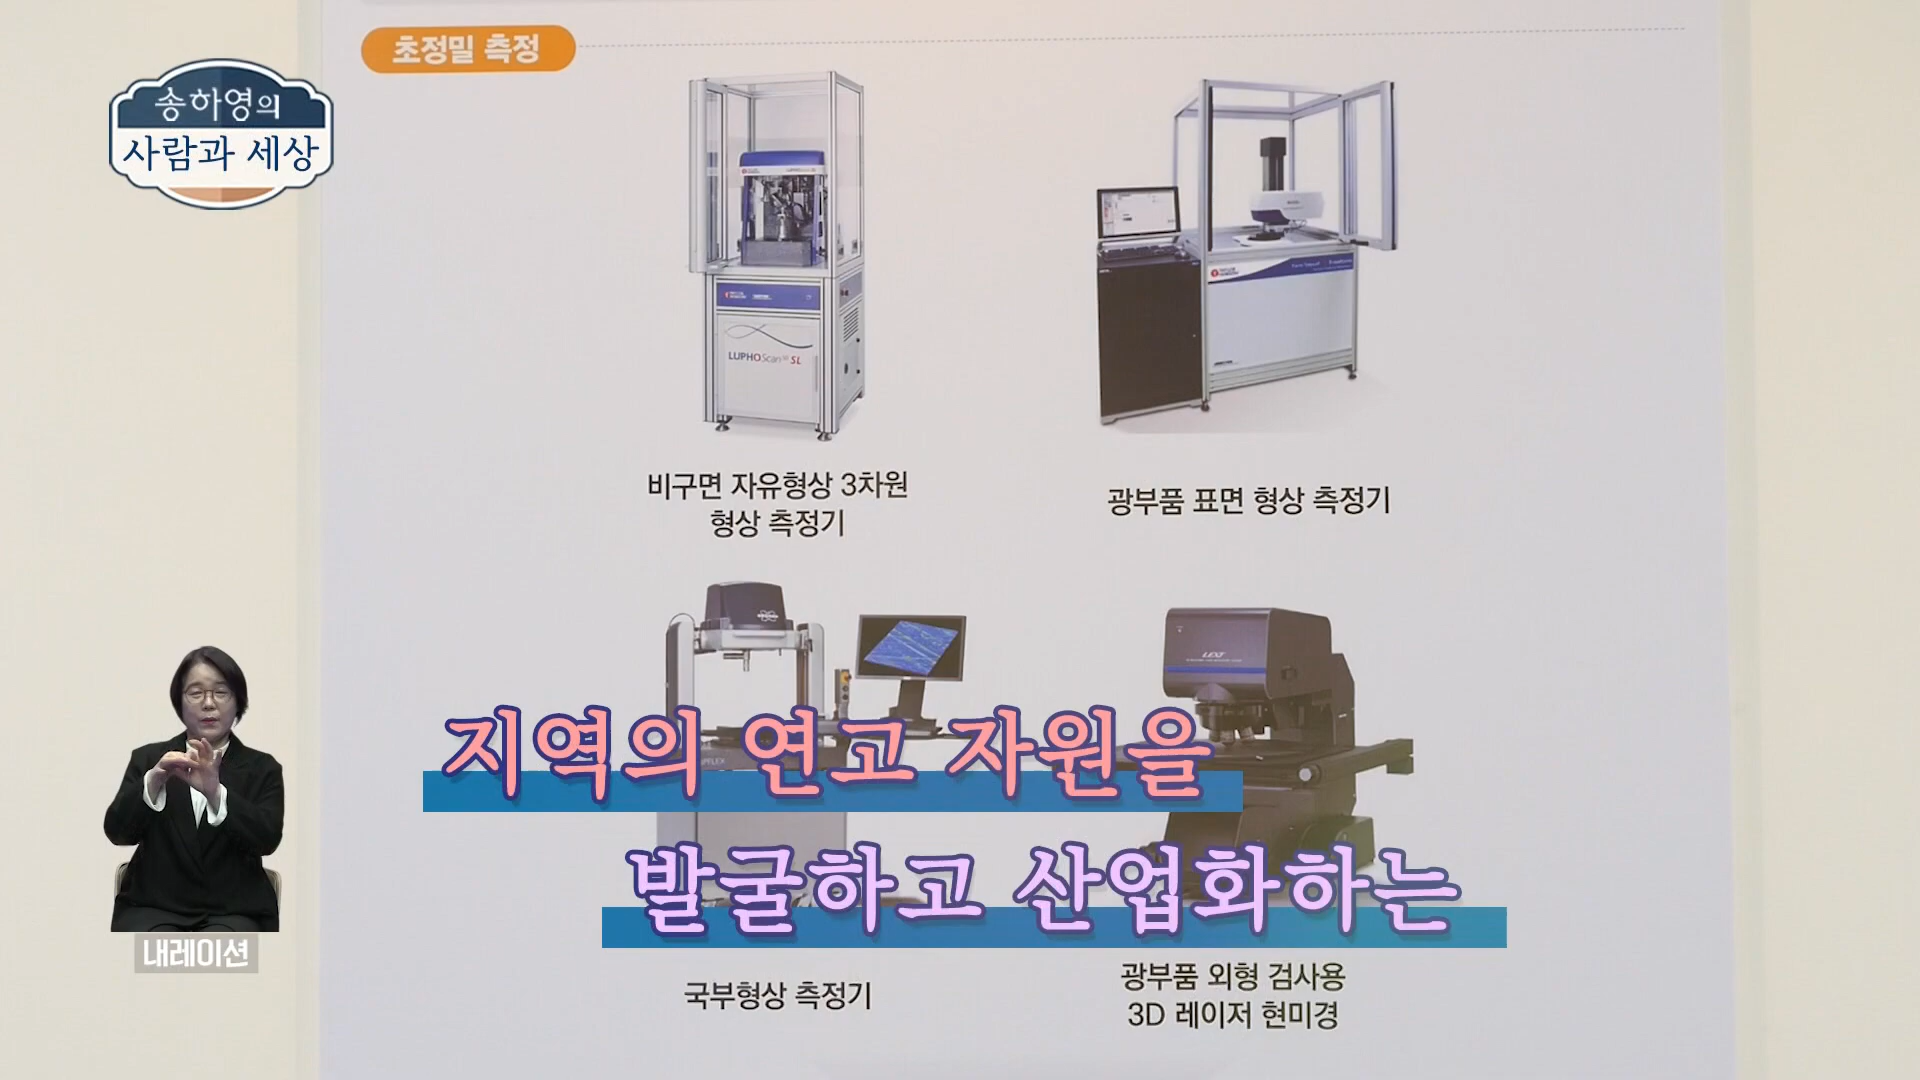 초정밀 측정
송하영의
사람과 세상
LUPHOScan SL
비구면 자유형상 3차원
형상 측정기
광부품 표면 형상 측정기
LEXT
지역의 연고 자원을
발굴하고 산업화하는
내레이션
국부형상 측정기
광부품 외형 검사용
3D 레이저 현미경